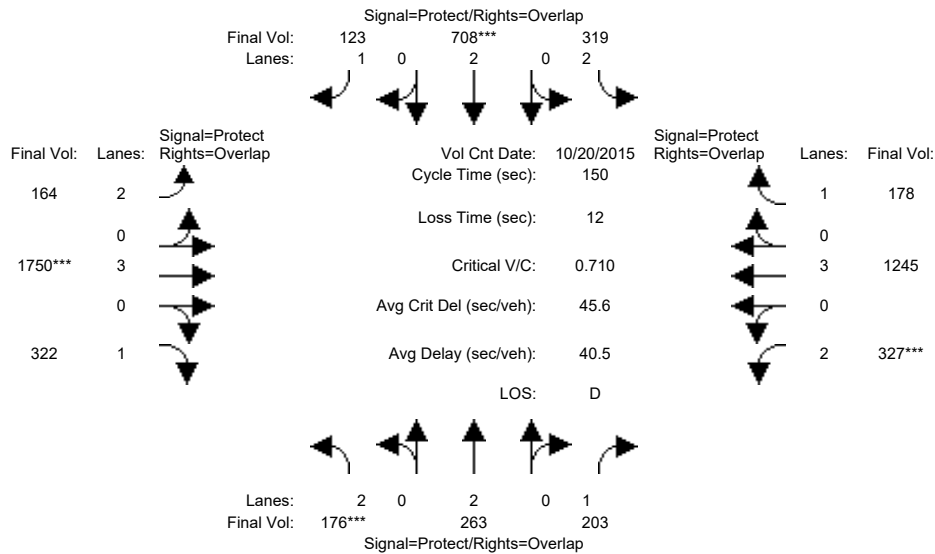 Signal=Protect/Rights=Overlap
Final Vol: 123 708*** 319
Lanes: 1 0 2 0 2
Signal=Protect
Final Vol: Lanes: Rights=Overlap
Vol Cnt Date: 10/20/2015
Signal=Protect
Rights=Overlap Lanes: Final Vol:
Cycle Time (sec): 150
164 2 1 178
Loss Time (sec): 12
0 0
1750*** 3 Critical V/C: 0.710 3 1245
0 Avg Crit Del (sec/veh): 45.6 0
322 1 Avg Delay (sec/veh): 40.5 2 327***
LOS: D
Lanes: 2 0 2 0 1
Final Vol: 176*** 263 203
Signal=Protect/Rights=Overlap